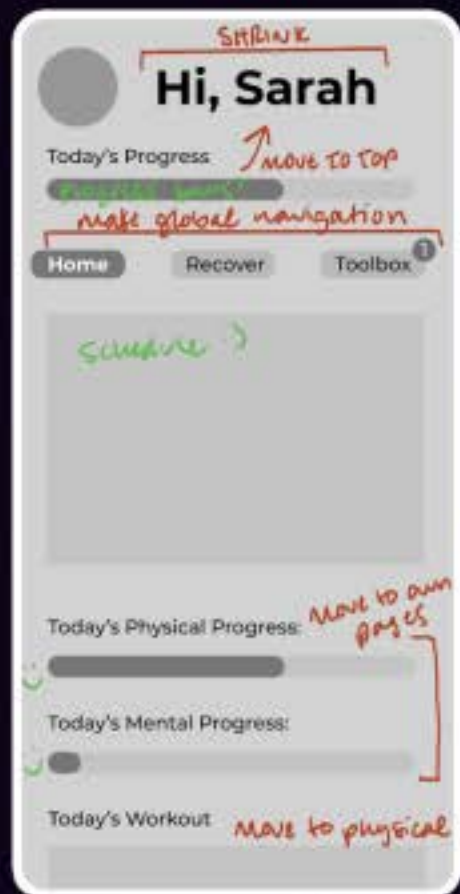 SHRINK
Hi, Sarah
Today's Progress
MOVE TO TOP
Progress
make global navigation
Home
Recover
Toolbox
Schedule :)
Today's Physical Progress:
Move to own
pages
:)
Today's Mental Progress:
:)
Today's Workout
Move to physical